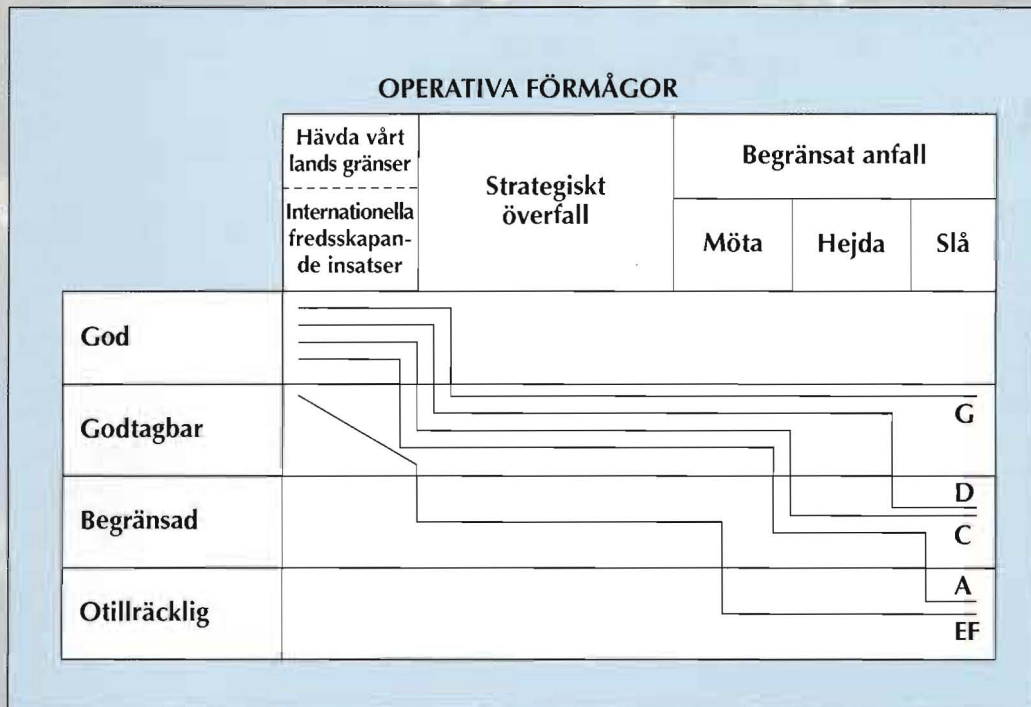 OPERATIVA FÖRMÅGOR
Hävda vårt
lands gränser
Internationella
fredsskapan-
de insatser
Strategiskt
överfall
Begränsat anfall
Möta
Hejda
Slå
God
Godtagbar
Begränsad
Otillräcklig
G
D
C
A
EF